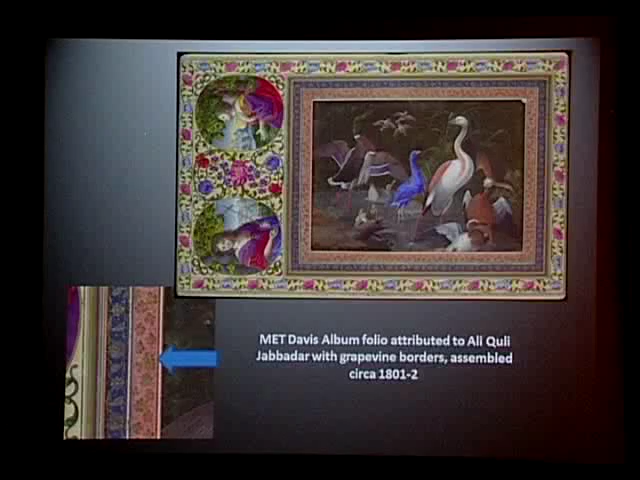 MET Davis Album folio attributed to Ali Quli
Jabbadar with grapevine borders, assembled
circa 1801-2